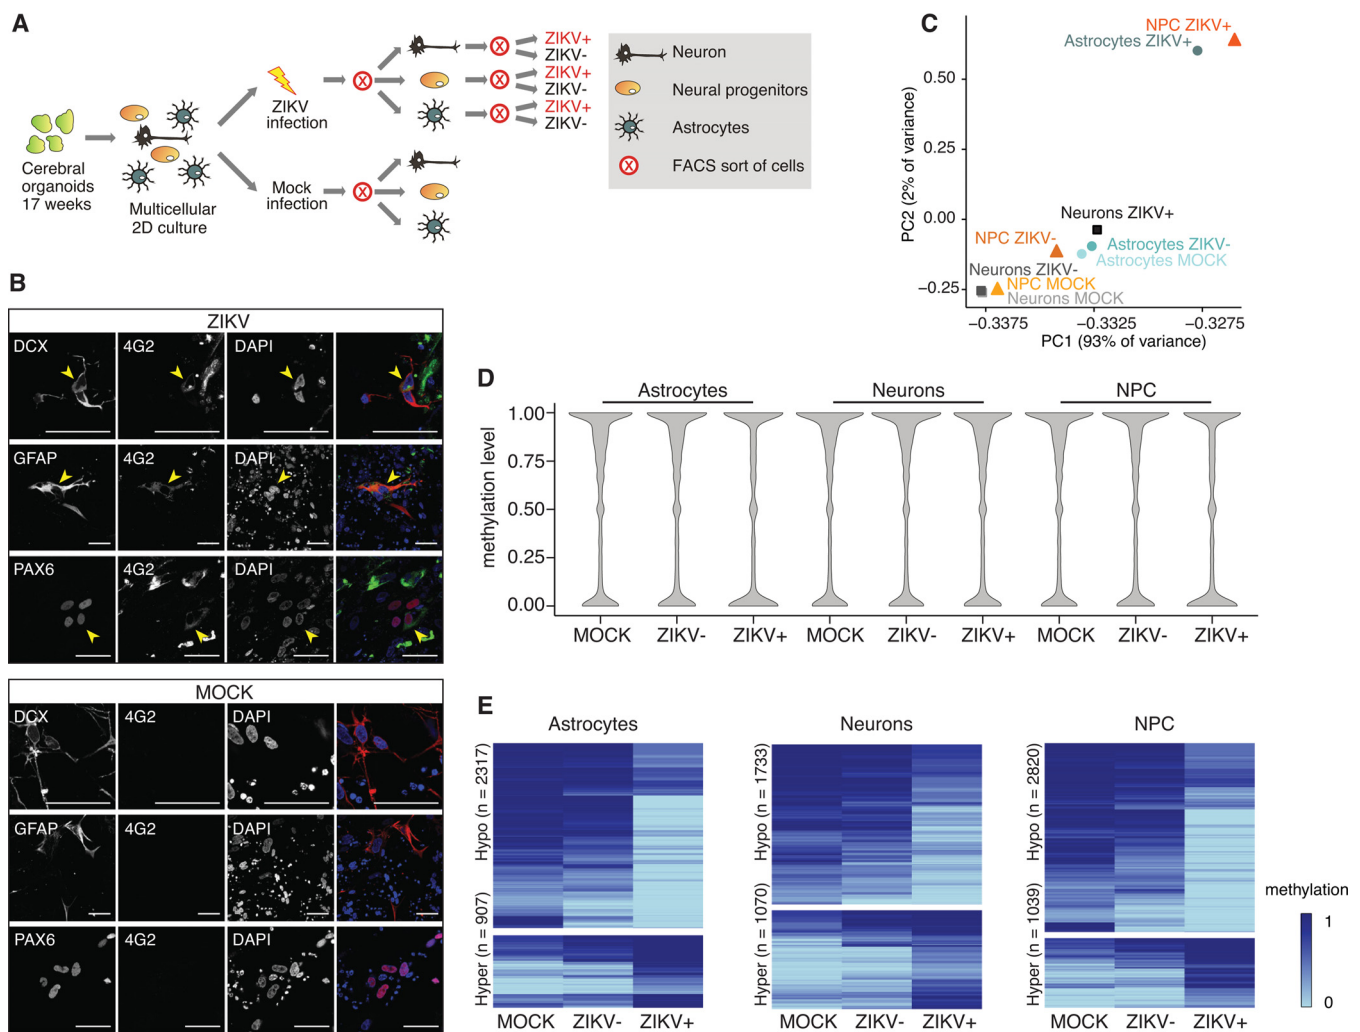 A
Cerebral
organoids
17 weeks
Multicellular
2D culture
ZIKV
infection
Mock
infection
ZIKV+
ZIKV-
ZIKV+
ZIKV-
ZIKV+
ZIKV-
Neuron
Neural progenitors
Astrocytes
FACS sort of cells
B
ZIKV
DCX 4G2 DAPI
GFAP 4G2 DAPI
PAX6 4G2 DAPI
MOCK
DCX 4G2 DAPI
GFAP 4G2 DAPI
PAX6 4G2 DAPI
C
PC2 (2% of variance)
0.50
0.25
0.00
−0.25
NPC ZIKV+
Astrocytes ZIKV+
Neurons ZIKV+
NPC ZIKV-
Astrocytes ZIKV-
Astrocytes MOCK
Neurons ZIKV-
NPC MOCK
Neurons MOCK
−0.3375 −0.3325 −0.3275
PC1 (93% of variance)
D
Astrocytes Neurons NPC
methylation level
1.00
0.75
0.50
0.25
0.00
MOCK ZIKV- ZIKV+ MOCK ZIKV- ZIKV+ MOCK ZIKV- ZIKV+
E
Astrocytes
Hypo (n = 2317)
Hyper (n = 907)
MOCK ZIKV- ZIKV+
Neurons
Hypo (n = 1733)
Hyper (n = 1070)
MOCK ZIKV- ZIKV+
NPC
Hypo (n = 2820)
Hyper (n = 1039)
MOCK ZIKV- ZIKV+
methylation
1
0